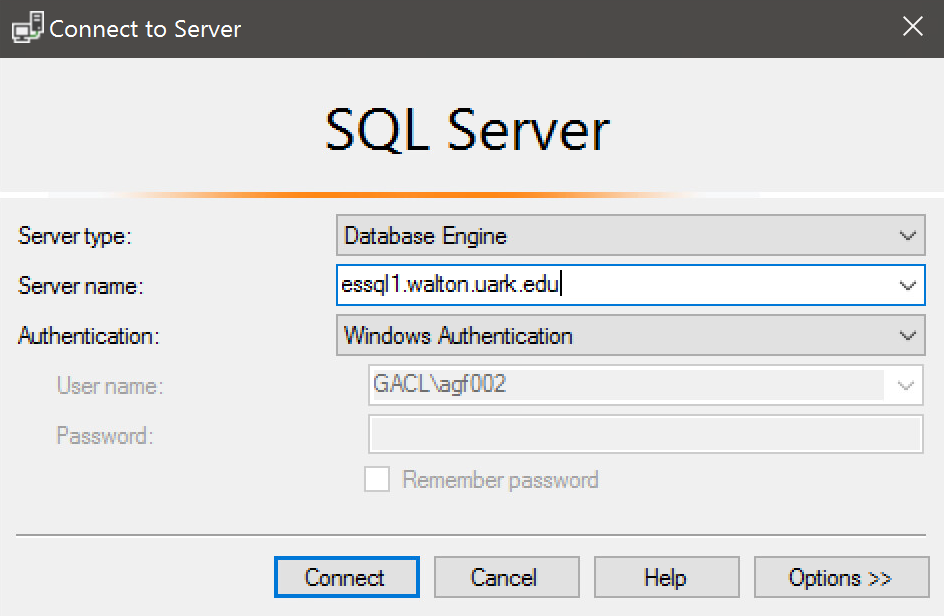 Connect to Server
SQL Server
Server type: Database Engine
Server name: essql1.walton.uark.edu
Authentication: Windows Authentication
User name: GACL\agf002
Password:
Remember password
Connect Cancel Help Options >>